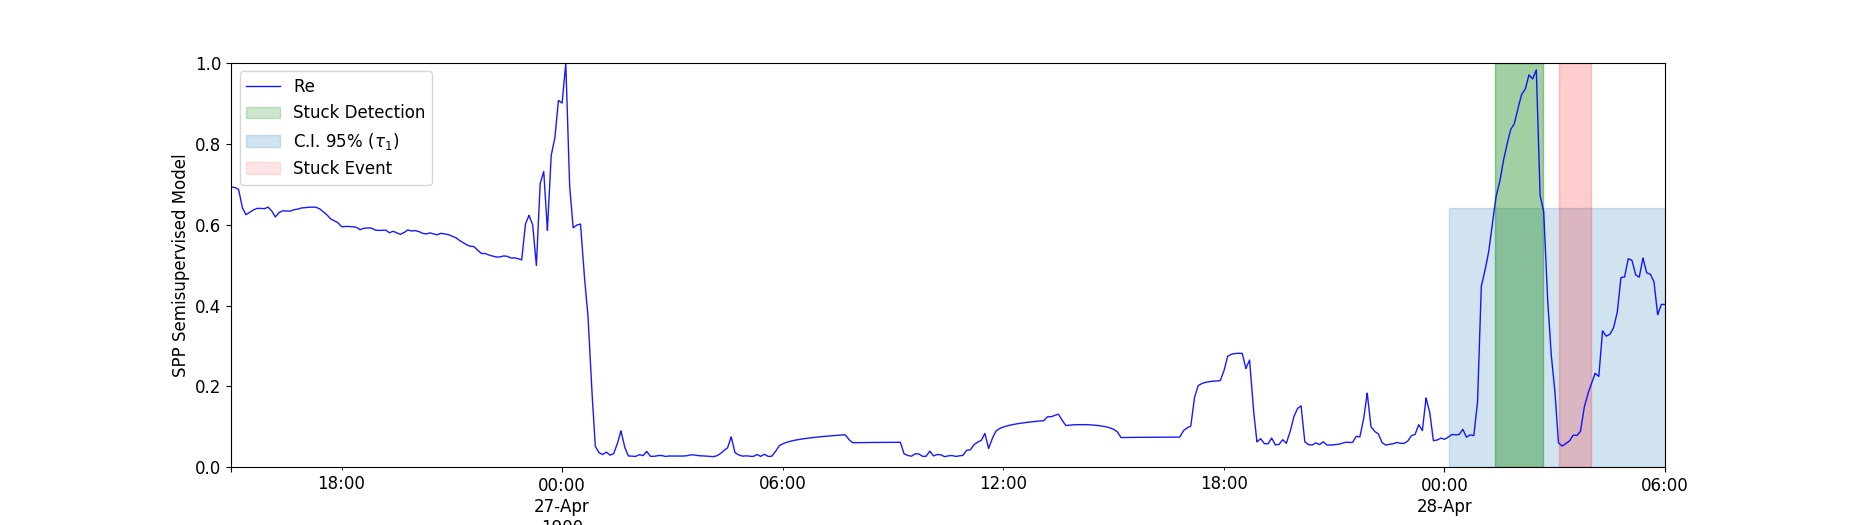 1.0
0.8
0.6
0.4
0.2
0.0
SPP Semisupervised Model
Re
Stuck Detection
C.I. 95% (τ₁)
Stuck Event
18:00 00:00 06:00 12:00 18:00 00:00 06:00
27-Apr 28-Apr
1900